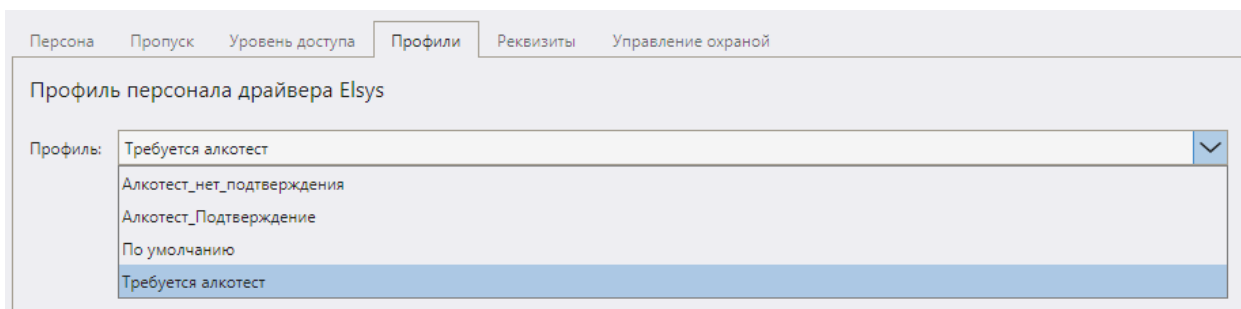 Персона Пропуск Уровень доступа Профили Реквизиты Управление охраной
Профиль персонала драйвера Elsys
Профиль: Требуется алкотест
Алкотест_нет_подтверждения
Алкотест_Подтверждение
По умолчанию
Требуется алкотест